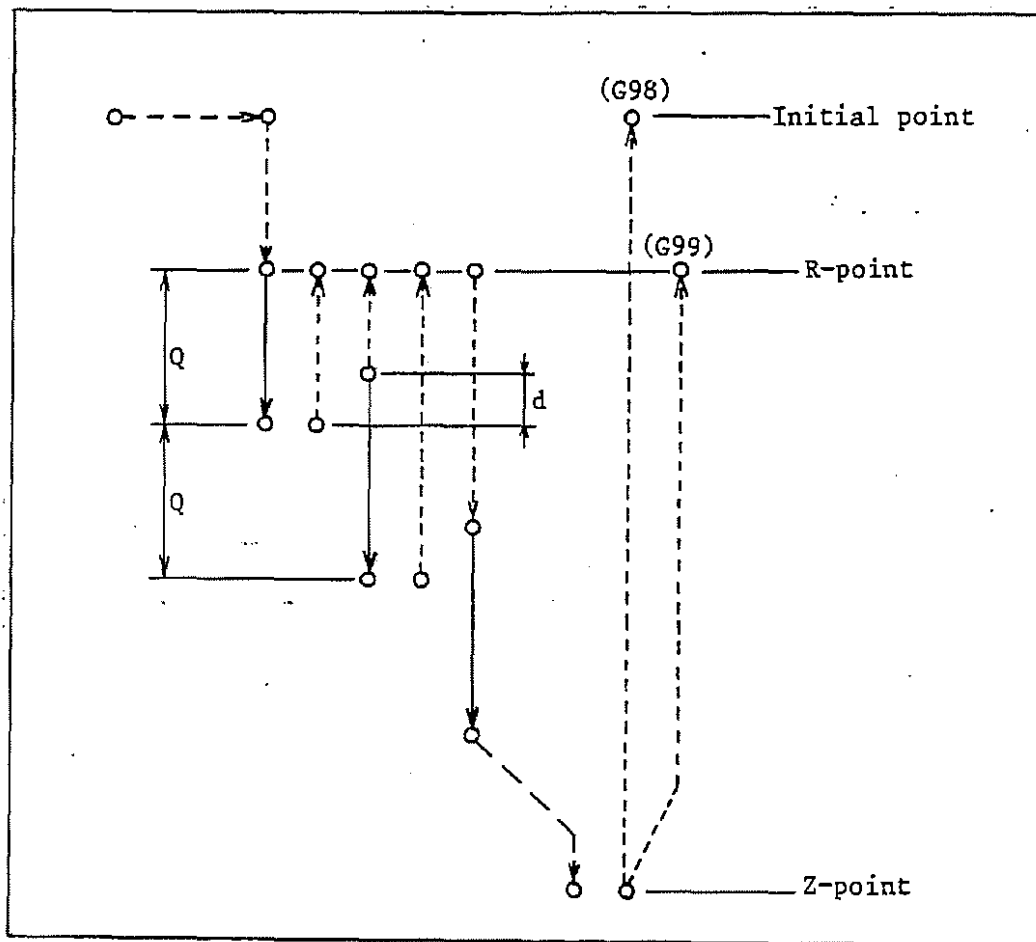 (G98)
Initial point
(G99)
R-point
Q
d
Q
Z-point